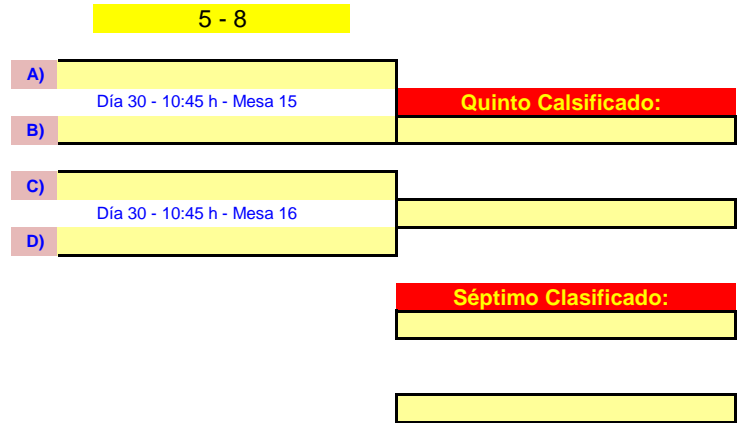 5 - 8
A)
Día 30 - 10:45 h - Mesa 15
Quinto Calsificado:
B)
C)
Día 30 - 10:45 h - Mesa 16
D)
Séptimo Clasificado: